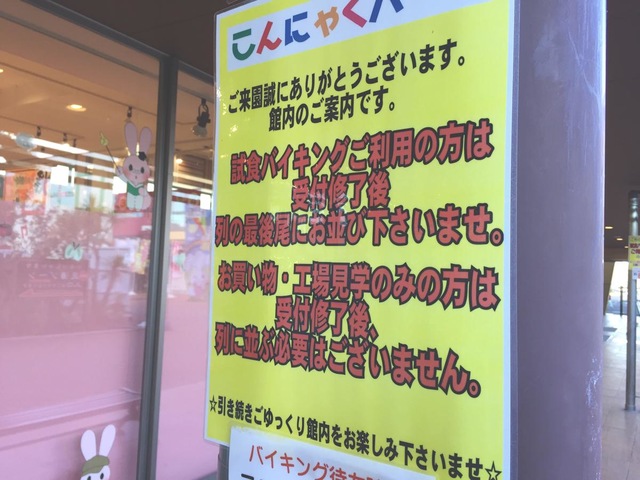 こんにゃくパ
ご来園誠にありがとうございます。
館内のご案内です。
試食バイキングご利用の方は
受付修了後
列の最後尾にお並び下さいませ。
お買い物・工場見学のみの方は
受付修了後、
列に並ぶ必要はございません。
☆引き続きごゆっくり館内をお楽しみ下さいませ☆
バイキング待